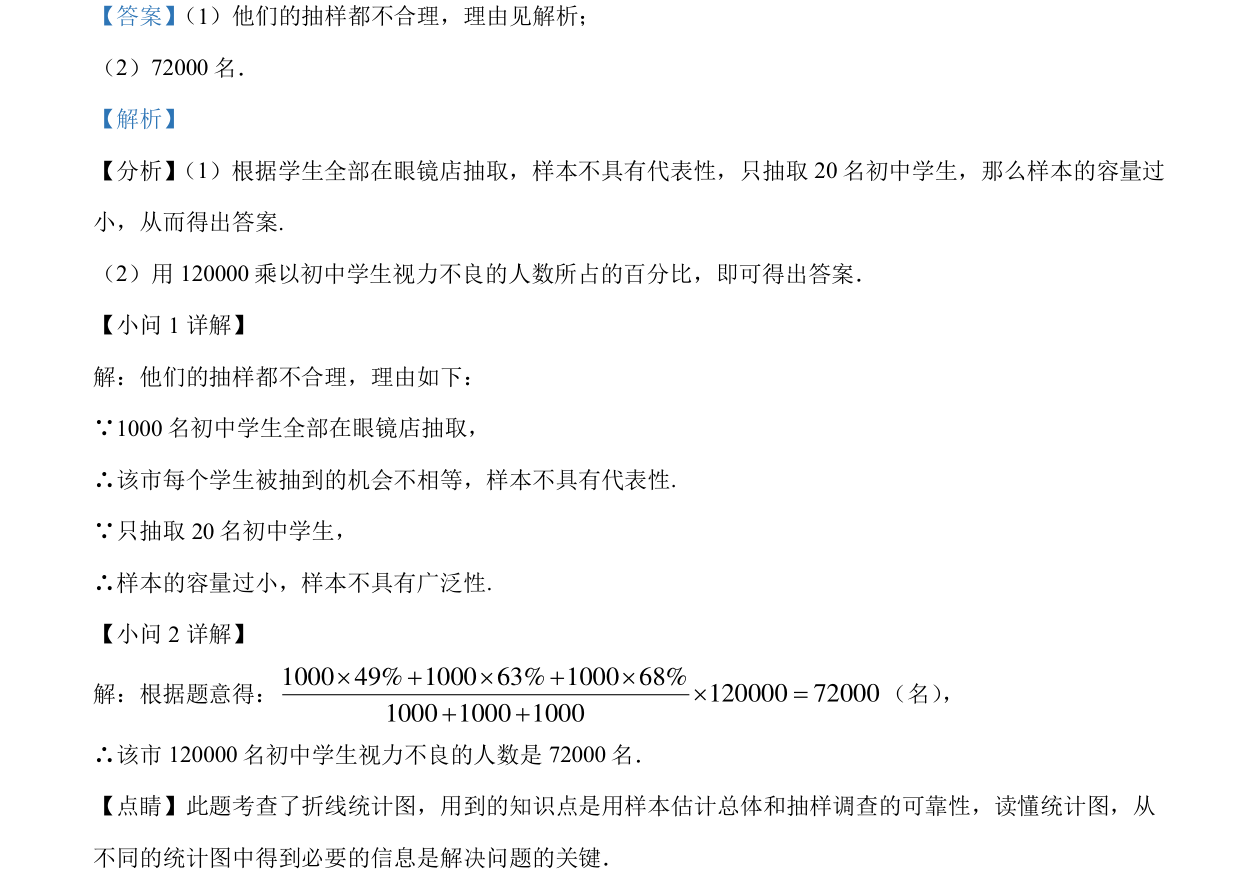 【答案】（1）他们的抽样都不合理，理由见解析；
（2）72000 名．
【解析】
【分析】（1）根据学生全部在眼镜店抽取，样本不具有代表性，只抽取 20 名初中学生，那么样本的容量过
小，从而得出答案.
（2）用 120000 乘以初中学生视力不良的人数所占的百分比，即可得出答案．
【小问 1 详解】
解：他们的抽样都不合理，理由如下：
∵1000 名初中学生全部在眼镜店抽取，
∴该市每个学生被抽到的机会不相等，样本不具有代表性.
∵只抽取 20 名初中学生，
∴样本的容量过小，样本不具有广泛性.
【小问 2 详解】
解：根据题意得：(1000×49%+1000×63%+1000×68%)/(1000+1000+1000)×120000=72000（名），
∴该市 120000 名初中学生视力不良的人数是 72000 名．
【点睛】此题考查了折线统计图，用到的知识点是用样本估计总体和抽样调查的可靠性，读懂统计图，从
不同的统计图中得到必要的信息是解决问题的关键．